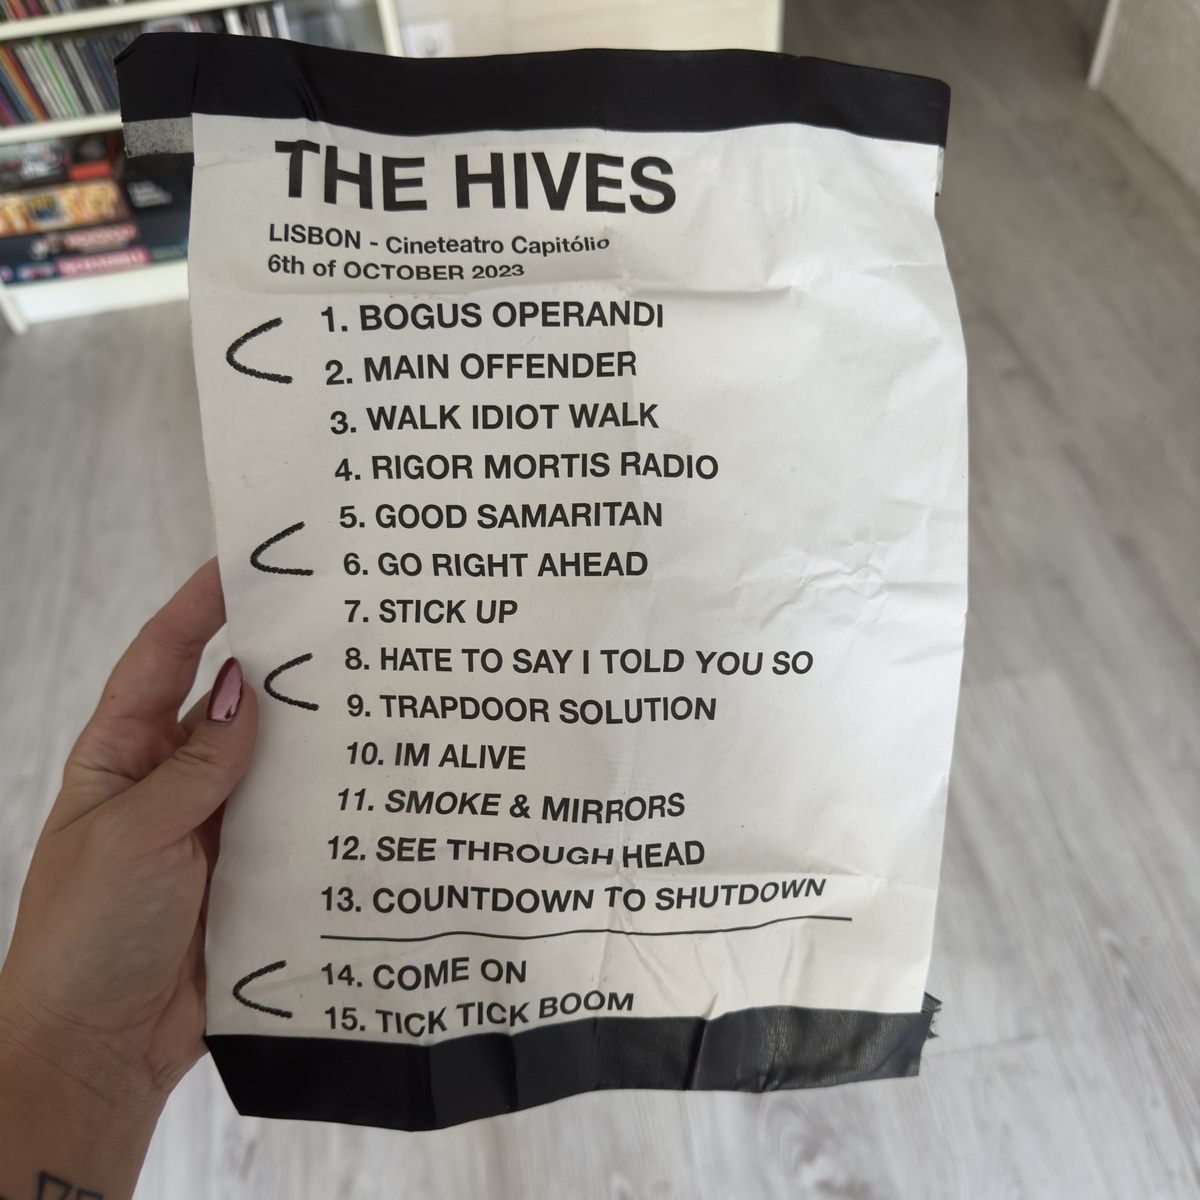 THE HIVES
LISBON - Cineteatro Capitólio
6th of OCTOBER 2023
1. BOGUS OPERANDI
2. MAIN OFFENDER
3. WALK IDIOT WALK
4. RIGOR MORTIS RADIO
5. GOOD SAMARITAN
6. GO RIGHT AHEAD
7. STICK UP
8. HATE TO SAY I TOLD YOU SO
9. TRAPDOOR SOLUTION
10. IM ALIVE
11. SMOKE & MIRRORS
12. SEE THROUGH HEAD
13. COUNTDOWN TO SHUTDOWN
14. COME ON
15. TICK TICK BOOM